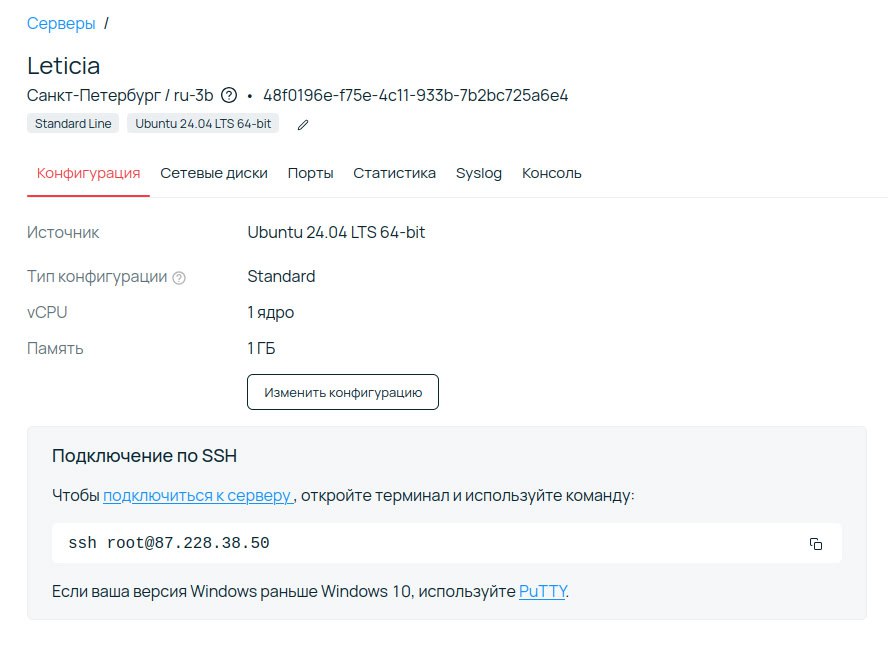 Серверы /
Leticia
Санкт-Петербург / ru-3b ? • 48f0196e-f75e-4c11-933b-7b2bc725a6e4
Standard Line Ubuntu 24.04 LTS 64-bit
Конфигурация Сетевые диски Порты Статистика Syslog Консоль
Источник Ubuntu 24.04 LTS 64-bit
Тип конфигурации ? Standard
vCPU 1 ядро
Память 1 ГБ
Изменить конфигурацию
Подключение по SSH
Чтобы подключиться к серверу , откройте терминал и используйте команду:
ssh root@87.228.38.50
Если ваша версия Windows раньше Windows 10, используйте PuTTY.